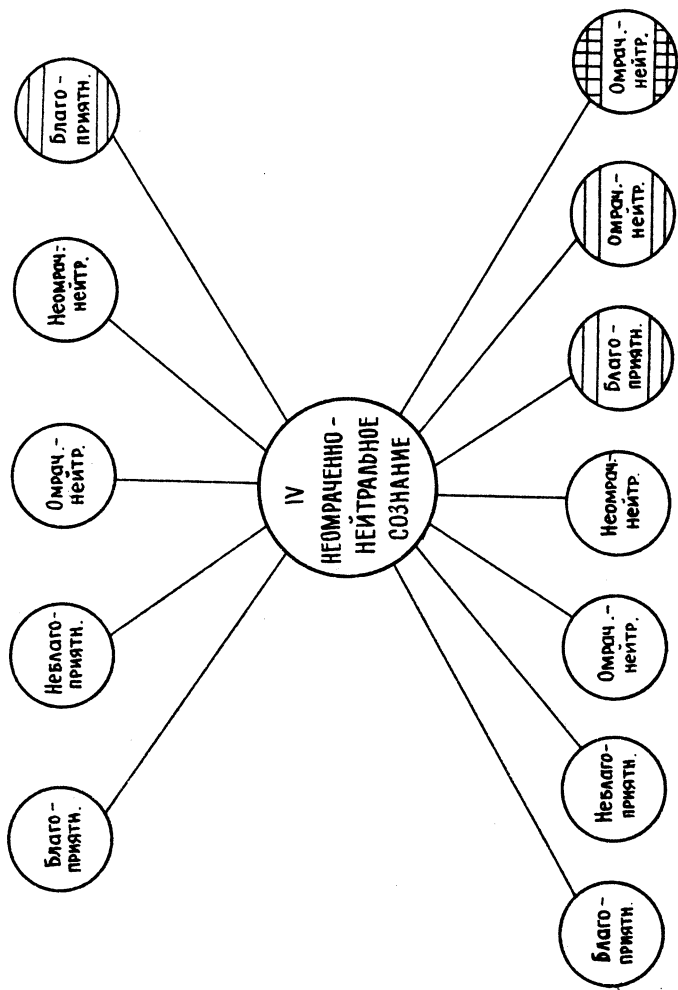 Благо-
приятн.
Неблаго-
приятн.
Омрач.-
нейтр.
Неомрач.-
нейтр.
Благо-
приятн.
IV
НЕОМРАЧЕННО-
НЕЙТРАЛЬНОЕ
СОЗНАНИЕ
Благо-
приятн.
Неблаго-
приятн.
Омрач.-
нейтр.
Неомрач.-
нейтр.
Благо-
приятн.
Омрач.-
нейтр.
Омрач.-
нейтр.